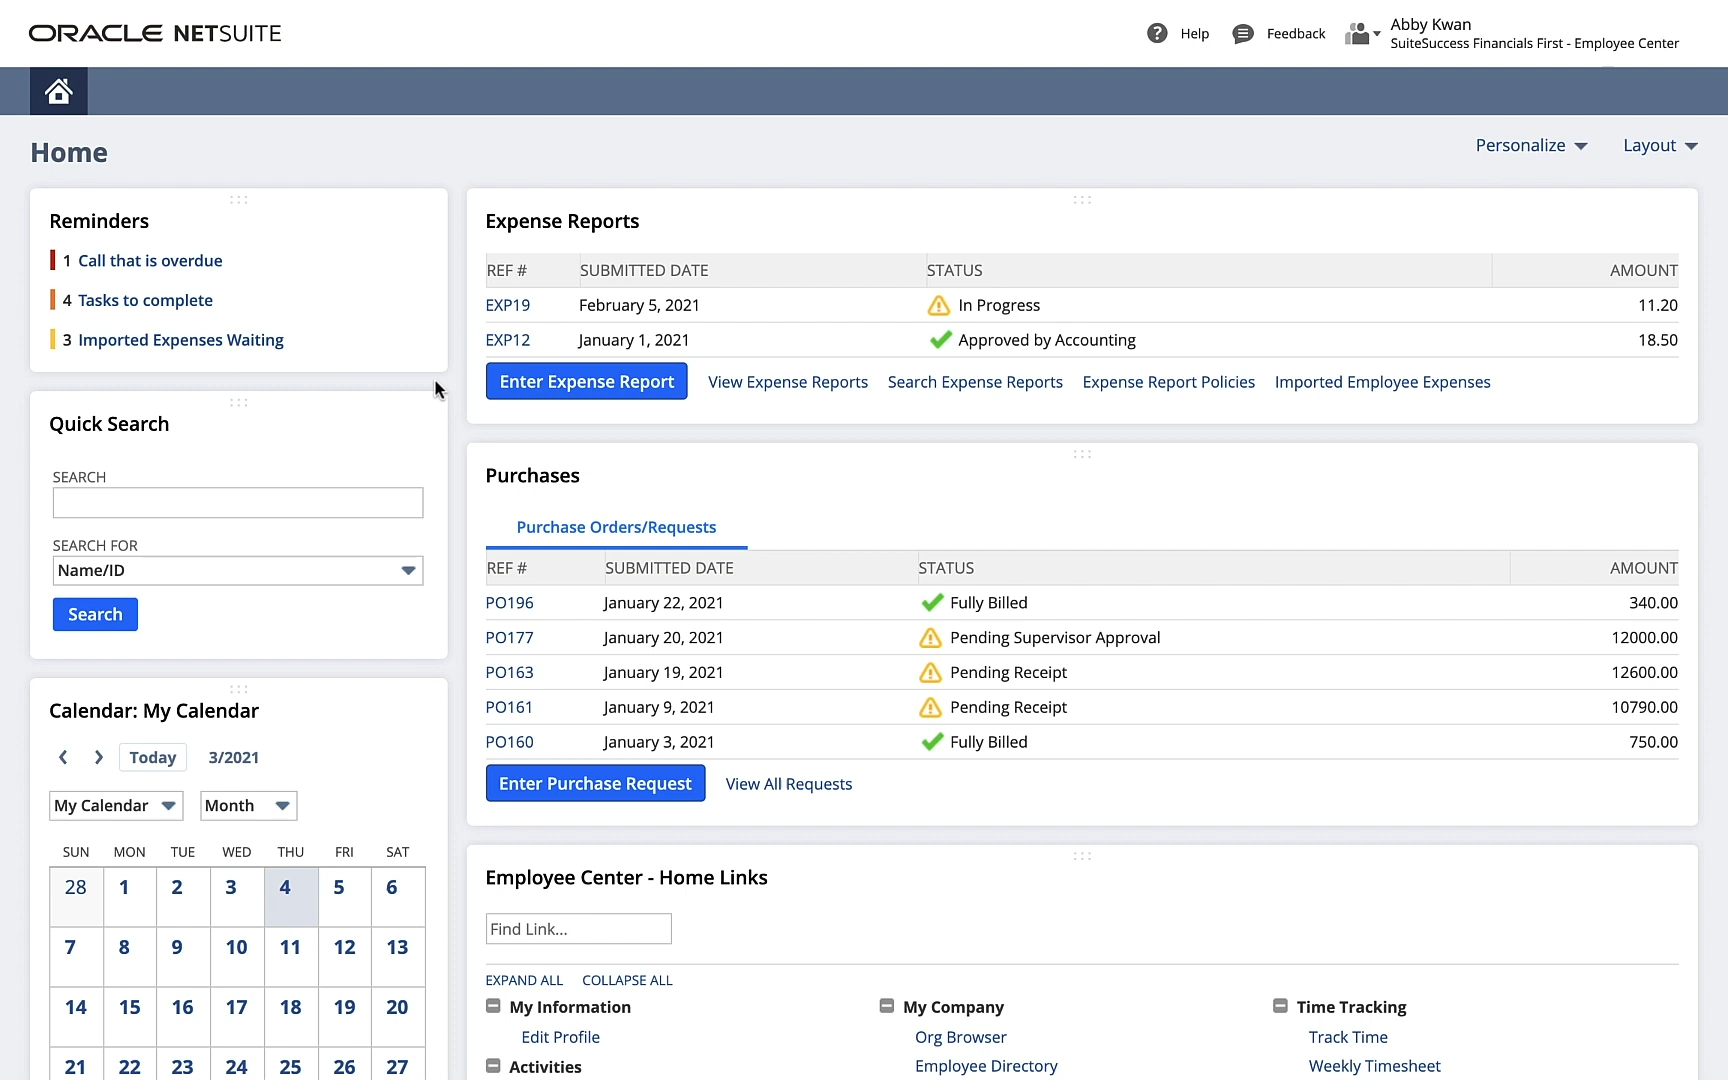 ORACLE NETSUITE
Help
Feedback
Abby Kwan
SuiteSuccess Financials First - Employee Center
Home
Personalize
Layout
Reminders
1 Call that is overdue
4 Tasks to complete
3 Imported Expenses Waiting
Quick Search
SEARCH
SEARCH FOR
Name/ID
Search
Calendar: My Calendar
Today 3/2021
My Calendar Month
SUN MON TUE WED THU FRI SAT
28 1 2 3 4 5 6
7 8 9 10 11 12 13
14 15 16 17 18 19 20
21 22 23 24 25 26 27
Expense Reports
REF # SUBMITTED DATE STATUS AMOUNT
EXP19 February 5, 2021 In Progress 11.20
EXP12 January 1, 2021 Approved by Accounting 18.50
Enter Expense Report View Expense Reports Search Expense Reports Expense Report Policies Imported Employee Expenses
Purchases
Purchase Orders/Requests
REF # SUBMITTED DATE STATUS AMOUNT
PO196 January 22, 2021 Fully Billed 340.00
PO177 January 20, 2021 Pending Supervisor Approval 12000.00
PO163 January 19, 2021 Pending Receipt 12600.00
PO161 January 9, 2021 Pending Receipt 10790.00
PO160 January 3, 2021 Fully Billed 750.00
Enter Purchase Request View All Requests
Employee Center - Home Links
Find Link...
EXPAND ALL COLLAPSE ALL
My Information My Company Time Tracking
Edit Profile Org Browser Track Time
Activities Employee Directory Weekly Timesheet